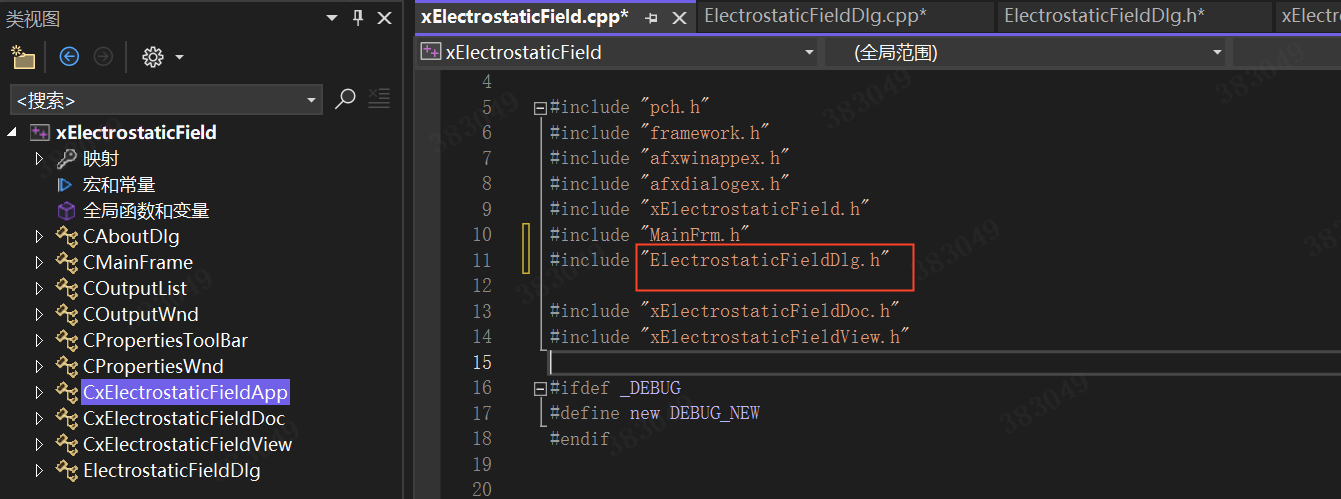 类视图
<搜索>
xElectrostaticField
映射
宏和常量
全局函数和变量
CAboutDlg
CMainFrame
COutputList
COutputWnd
CPropertiesToolBar
CPropertiesWnd
CxElectrostaticFieldApp
CxElectrostaticFieldDoc
CxElectrostaticFieldView
ElectrostaticFieldDlg
xElectrostaticField.cpp* ElectrostaticFieldDlg.cpp* ElectrostaticFieldDlg.h* xElectros
xElectrostaticField (全局范围)
4
5 #include "pch.h"
6 #include "framework.h"
7 #include "afxwinappex.h"
8 #include "afxdialogex.h"
9 #include "xElectrostaticField.h"
10 #include "MainFrm.h"
11 #include "ElectrostaticFieldDlg.h"
12
13 #include "xElectrostaticFieldDoc.h"
14 #include "xElectrostaticFieldView.h"
15
16 #ifdef _DEBUG
17 #define new DEBUG_NEW
18 #endif
19
20
383049